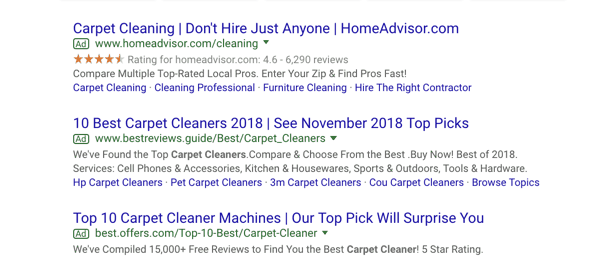 Carpet Cleaning | Don't Hire Just Anyone | HomeAdvisor.com
Ad www.homeadvisor.com/cleaning
Rating for homeadvisor.com: 4.6 - 6,290 reviews
Compare Multiple Top-Rated Local Pros. Enter Your Zip & Find Pros Fast!
Carpet Cleaning · Cleaning Professional · Furniture Cleaning · Hire The Right Contractor
10 Best Carpet Cleaners 2018 | See November 2018 Top Picks
Ad www.bestreviews.guide/Best/Carpet_Cleaners
We've Found the Top Carpet Cleaners.Compare & Choose From the Best .Buy Now! Best of 2018.
Services: Cell Phones & Accessories, Kitchen & Housewares, Sports & Outdoors, Tools & Hardware.
Hp Carpet Cleaners · Pet Carpet Cleaners · 3m Carpet Cleaners · Cou Carpet Cleaners · Browse Topics
Top 10 Carpet Cleaner Machines | Our Top Pick Will Surprise You
Ad best.offers.com/Top-10-Best/Carpet-Cleaner
We've Compiled 15,000+ Free Reviews to Find You the Best Carpet Cleaner! 5 Star Rating.